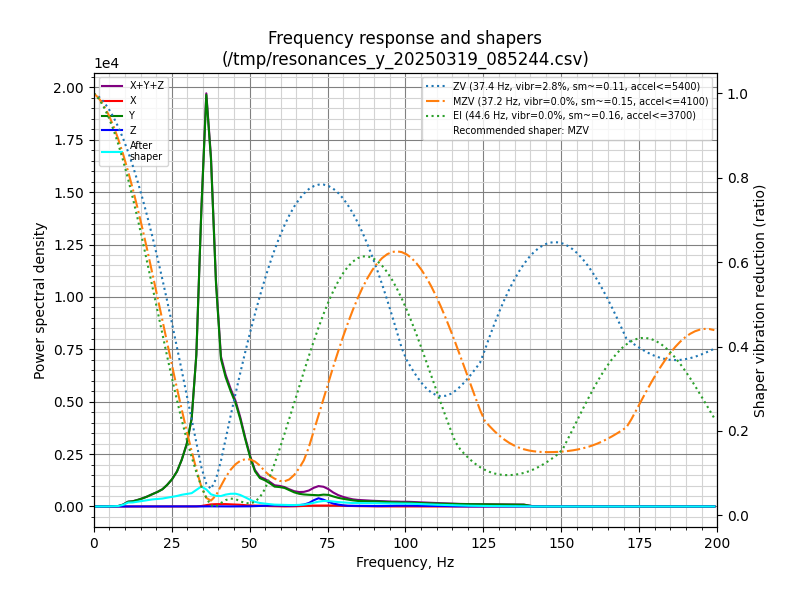 Frequency response and shapers
(/tmp/resonances_y_20250319_085244.csv)
1e4
2.00
1.75
1.50
1.25
1.00
0.75
0.50
0.25
0.00
Power spectral density
X+Y+Z
X
Y
Z
After
shaper
ZV (37.4 Hz, vibr=2.8%, sm~=0.11, accel<=5400)
MZV (37.2 Hz, vibr=0.0%, sm~=0.15, accel<=4100)
EI (44.6 Hz, vibr=0.0%, sm~=0.16, accel<=3700)
Recommended shaper: MZV
1.0
0.8
0.6
0.4
0.2
0.0
Shaper vibration reduction (ratio)
0 25 50 75 100 125 150 175 200
Frequency, Hz